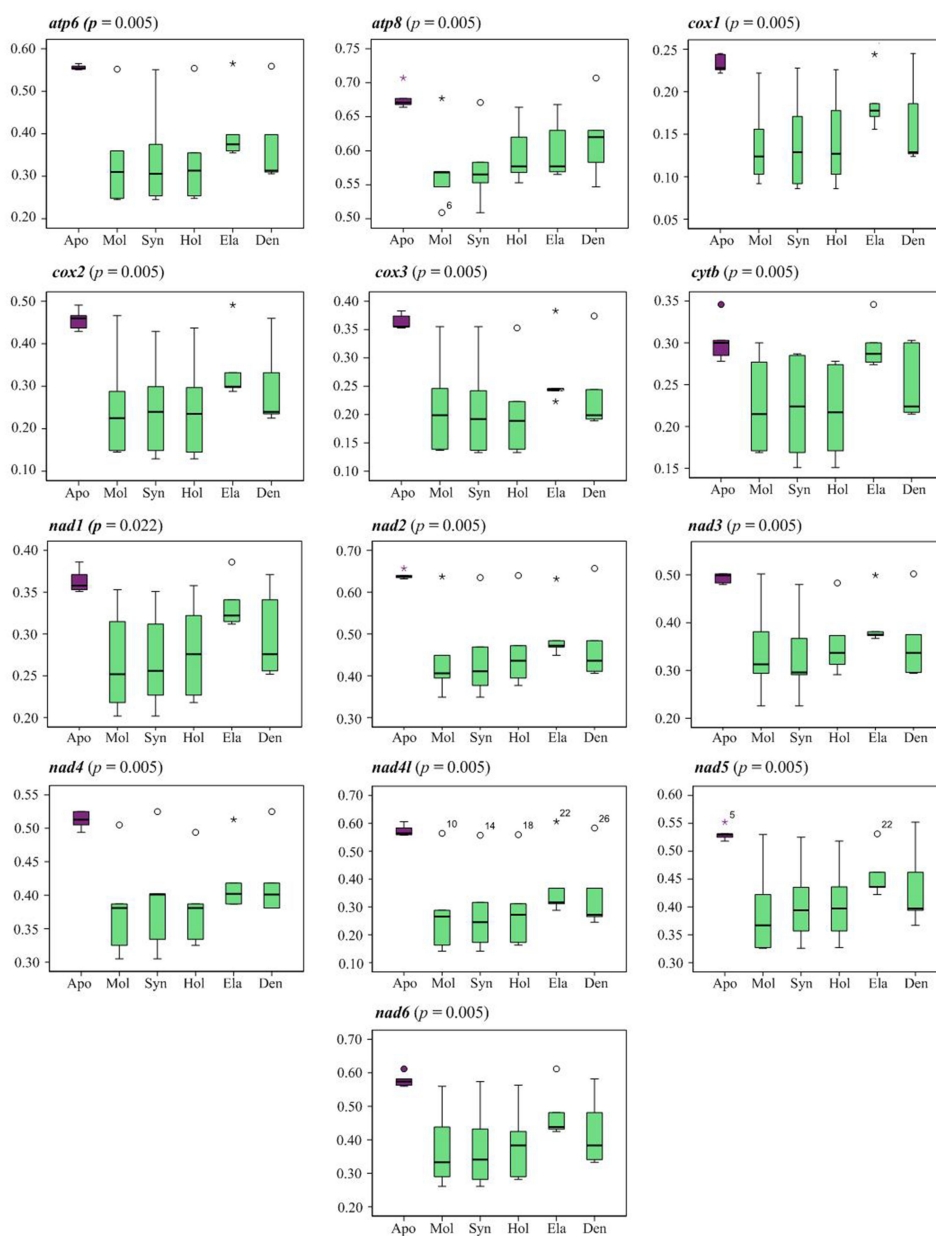 atp6 (p = 0.005)
0.60
0.40
0.30
0.20
Apo Mol Syn Hol Ela Den
atp8 (p = 0.005)
0.75
0.70
0.65
0.60
0.55
0.50
6
Apo Mol Syn Hol Ela Den
cox1 (p = 0.005)
0.25
0.20
0.15
0.10
0.05
Apo Mol Syn Hol Ela Den
cox2 (p = 0.005)
0.50
0.40
0.30
0.20
0.10
Apo Mol Syn Hol Ela Den
cox3 (p = 0.005)
0.40
0.35
0.30
0.25
0.20
0.15
0.10
Apo Mol Syn Hol Ela Den
cytb (p = 0.005)
0.35
0.30
0.25
0.20
0.15
Apo Mol Syn Hol Ela Den
nad1 (p = 0.022)
0.40
0.35
0.30
0.25
0.20
Apo Mol Syn Hol Ela Den
nad2 (p = 0.005)
0.70
0.60
0.50
0.40
0.30
Apo Mol Syn Hol Ela Den
nad3 (p = 0.005)
0.50
0.40
0.30
0.20
Apo Mol Syn Hol Ela Den
nad4 (p = 0.005)
0.55
0.50
0.45
0.40
0.35
0.30
Apo Mol Syn Hol Ela Den
nad4l (p = 0.005)
0.70
0.60
0.50
0.40
0.30
0.20
0.10
10 14 18 22 26
Apo Mol Syn Hol Ela Den
nad5 (p = 0.005)
0.60
0.55
0.50
0.45
0.40
0.35
0.30
5 22
Apo Mol Syn Hol Ela Den
nad6 (p = 0.005)
0.70
0.60
0.50
0.40
0.30
0.20
Apo Mol Syn Hol Ela Den